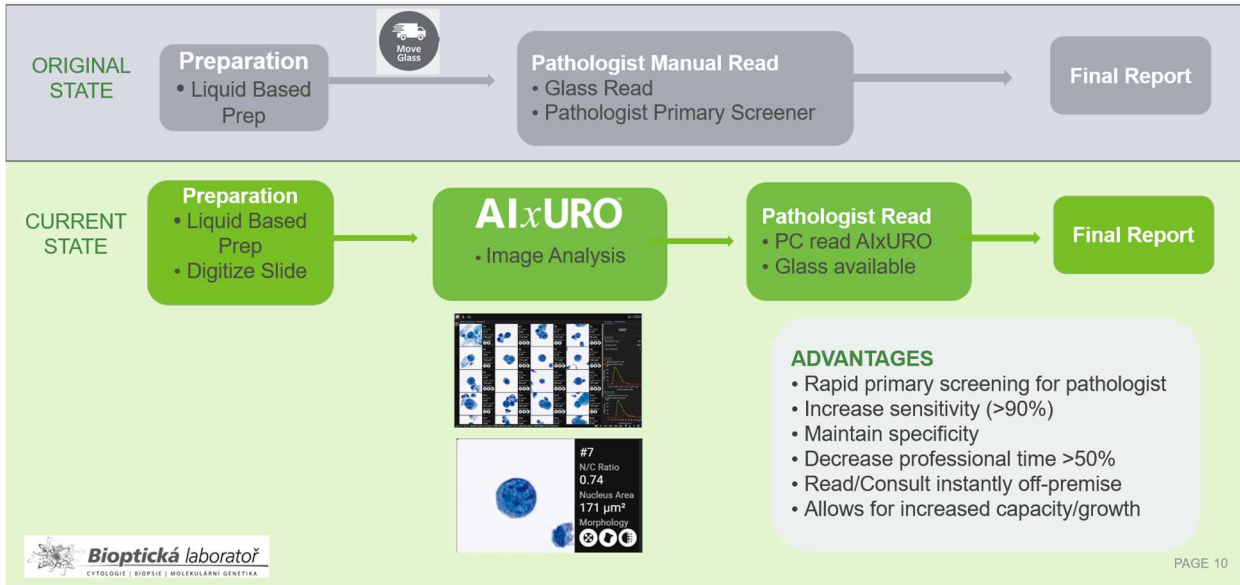 ORIGINAL
STATE
Preparation
• Liquid Based
Prep
Move
Glass
Pathologist Manual Read
• Glass Read
• Pathologist Primary Screener
Final Report
CURRENT
STATE
Preparation
• Liquid Based
Prep
• Digitize Slide
AIxURO™
• Image Analysis
Pathologist Read
• PC read AIxURO
• Glass available
Final Report
#7
N/C Ratio
0.74
Nucleus Area
171 µm²
Morphology
ADVANTAGES
• Rapid primary screening for pathologist
• Increase sensitivity (>90%)
• Maintain specificity
• Decrease professional time >50%
• Read/Consult instantly off-premise
• Allows for increased capacity/growth
Bioptická laboratoř
CYTOLOGIE | BIOPSIE | MOLEKULÁRNÍ GENETIKA
PAGE 10